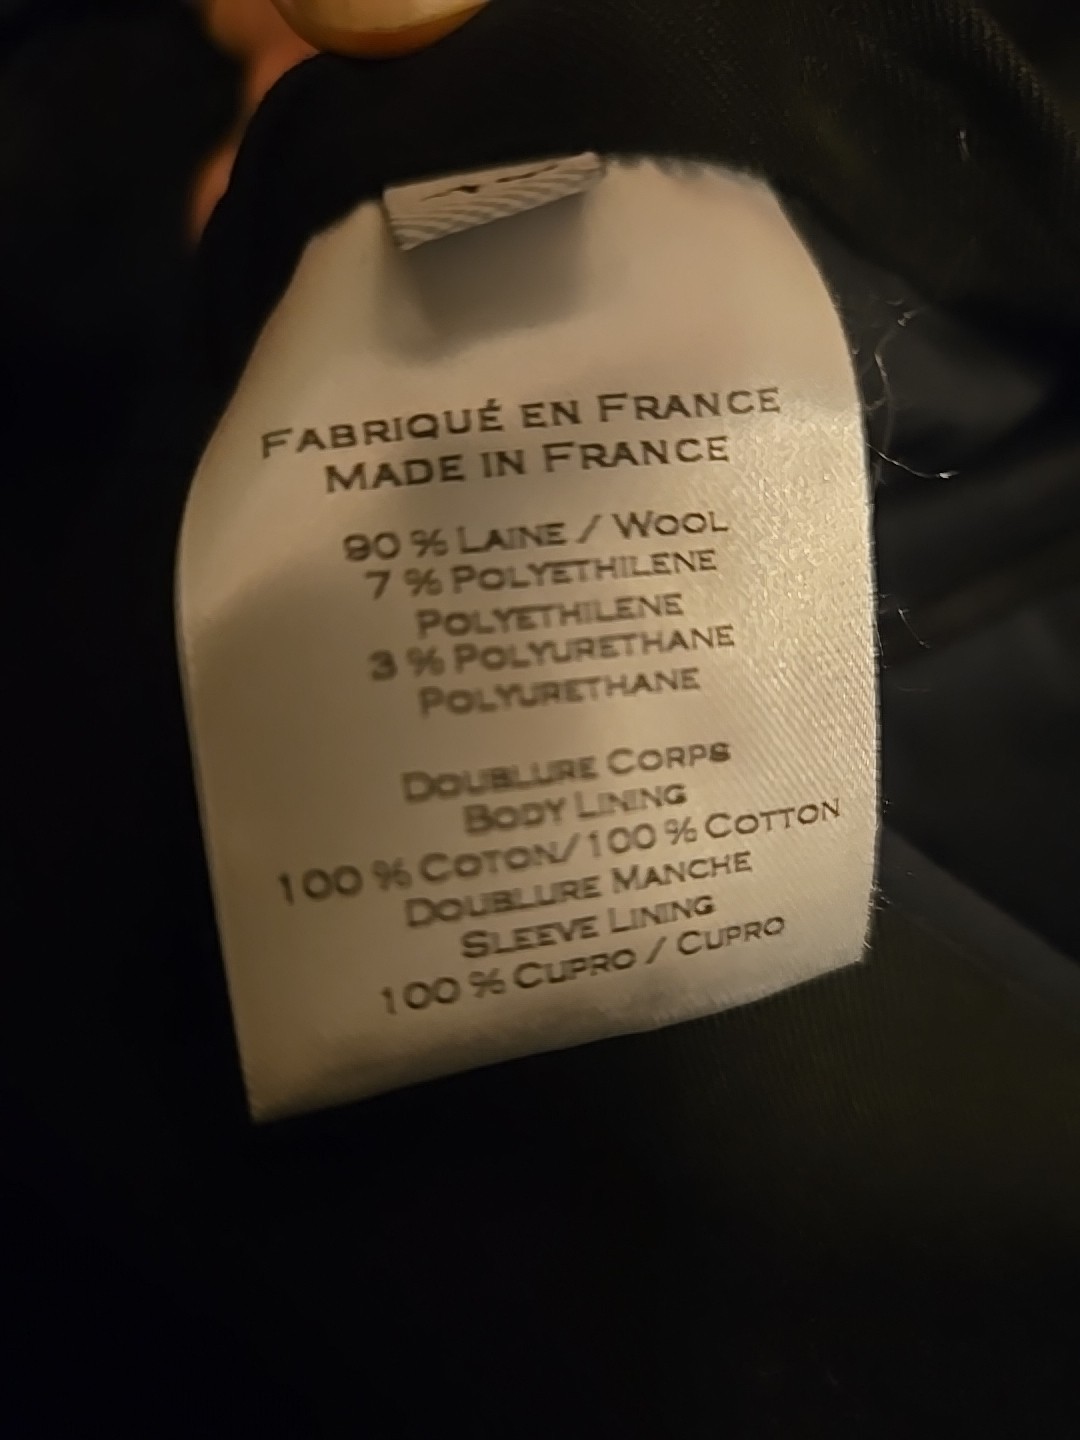 FABRIQUÉ EN FRANCE
MADE IN FRANCE
90 % LAINE / WOOL
7 % POLYETHILENE
POLYETHILENE
3 % POLYURETHANE
POLYURETHANE
DOUBLURE CORPS
BODY LINING
100 % COTON/100 % COTTON
DOUBLURE MANCHE
SLEEVE LINING
100 % CUPRO / CUPRO